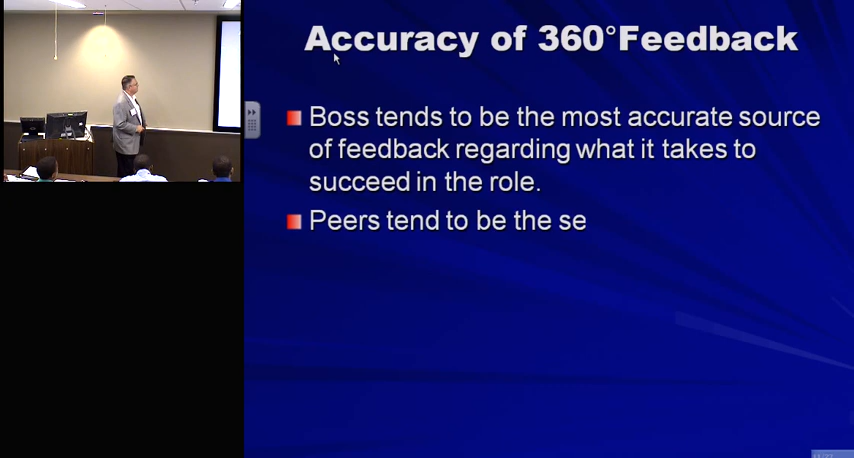 Accuracy of 360°Feedback
Boss tends to be the most accurate source
of feedback regarding what it takes to
succeed in the role.
Peers tend to be the se